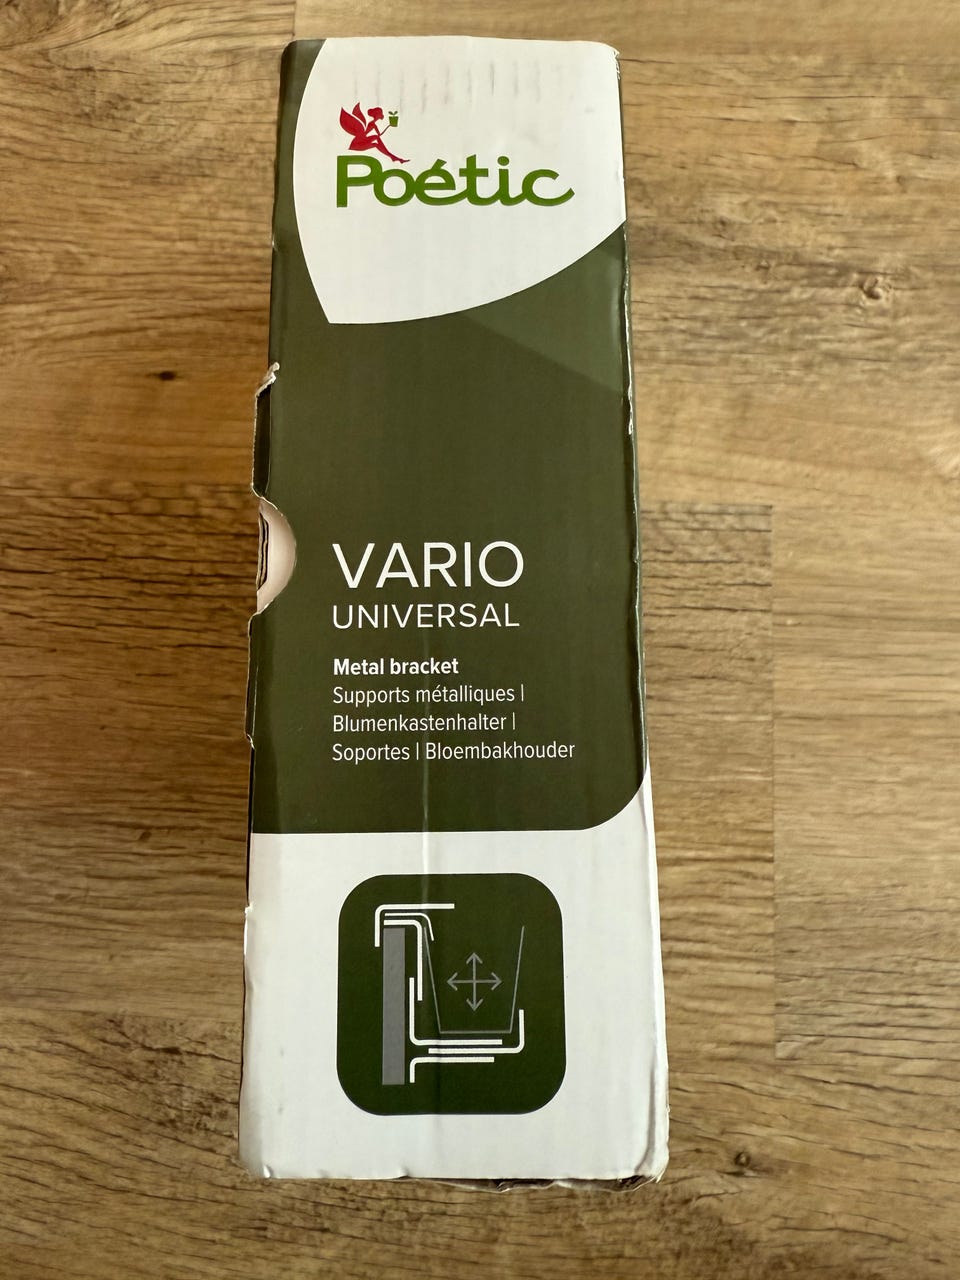 Poétic
VARIO
UNIVERSAL
Metal bracket
Supports métalliques |
Blumenkastenhalter |
Soportes | Bloembakhouder